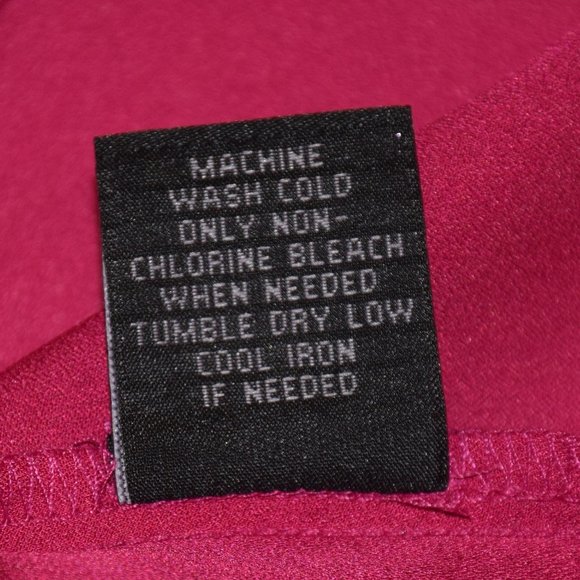 MACHINE
WASH COLD
ONLY NON-
CHLORINE BLEACH
WHEN NEEDED
TUMBLE DRY LOW
COOL IRON
IF NEEDED